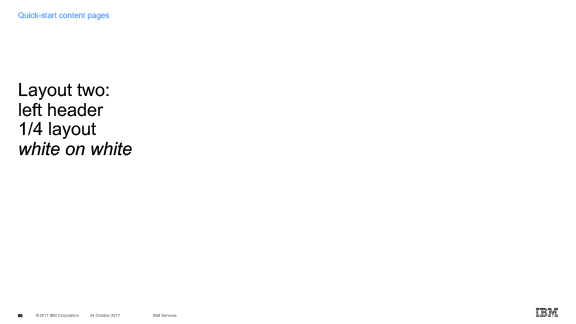 Quick-start content pages
Layout two:
left header
1/4 layout
white on white
©2017 IBM Corporation 24 October 2017 IBM Services
IBM